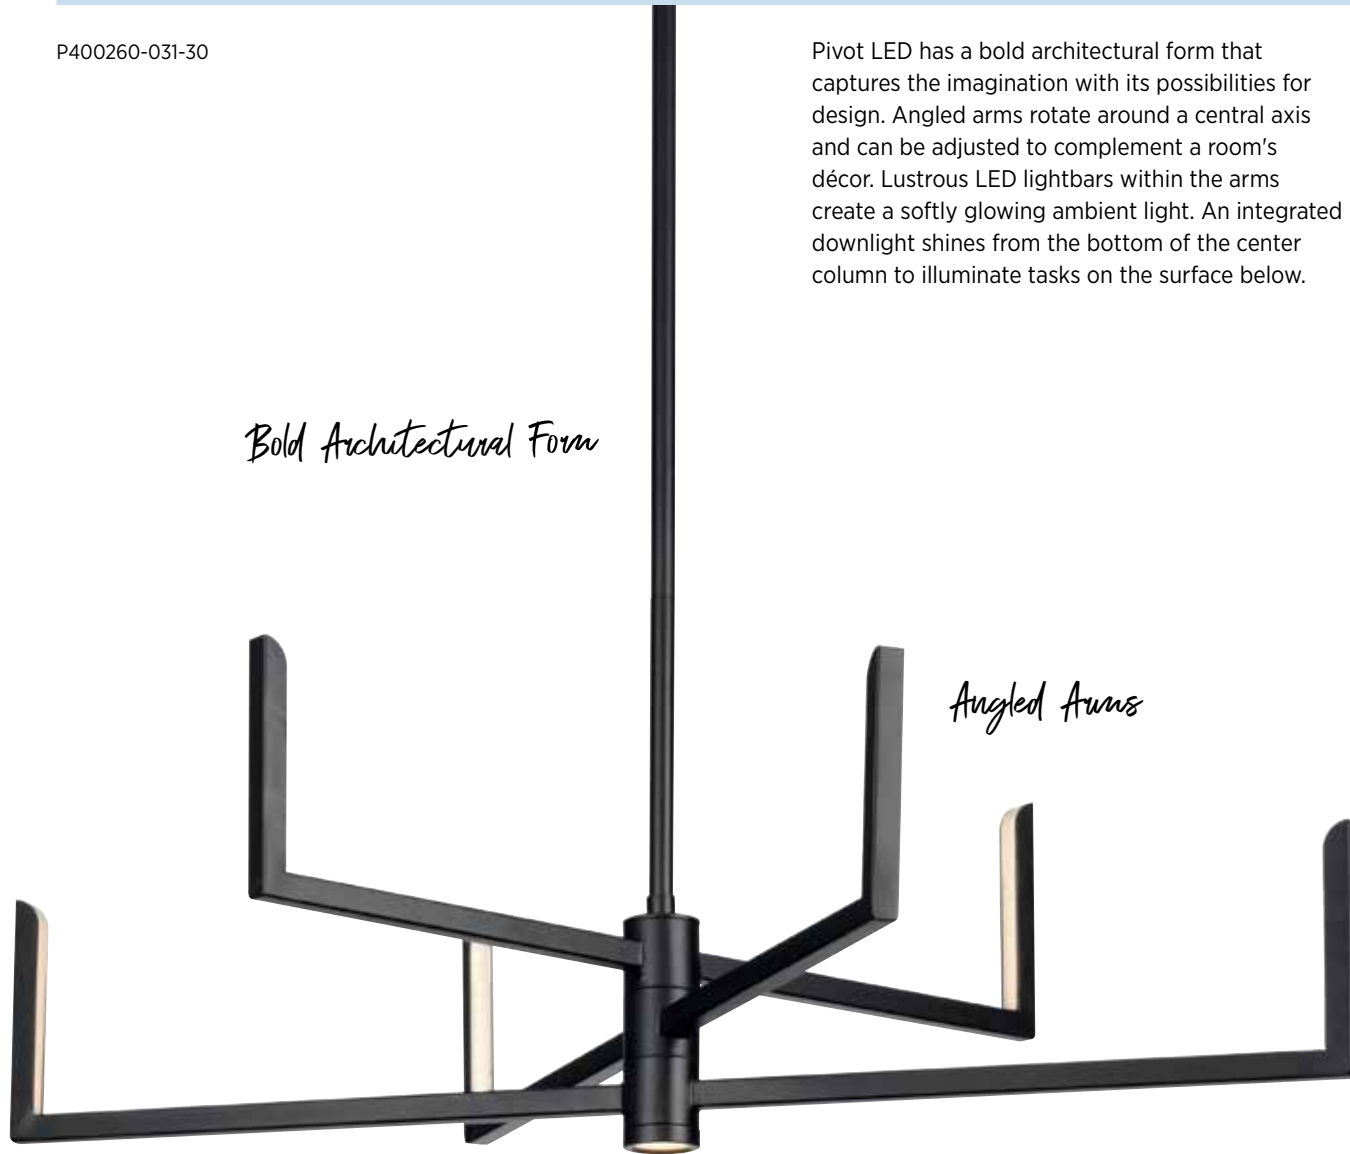 P400260-031-30
Pivot LED has a bold architectural form that
captures the imagination with its possibilities for
design. Angled arms rotate around a central axis
and can be adjusted to complement a room's
décor. Lustrous LED lightbars within the arms
create a softly glowing ambient light. An integrated
downlight shines from the bottom of the center
column to illuminate tasks on the surface below.
Bold Architectural Form
Angled Arms